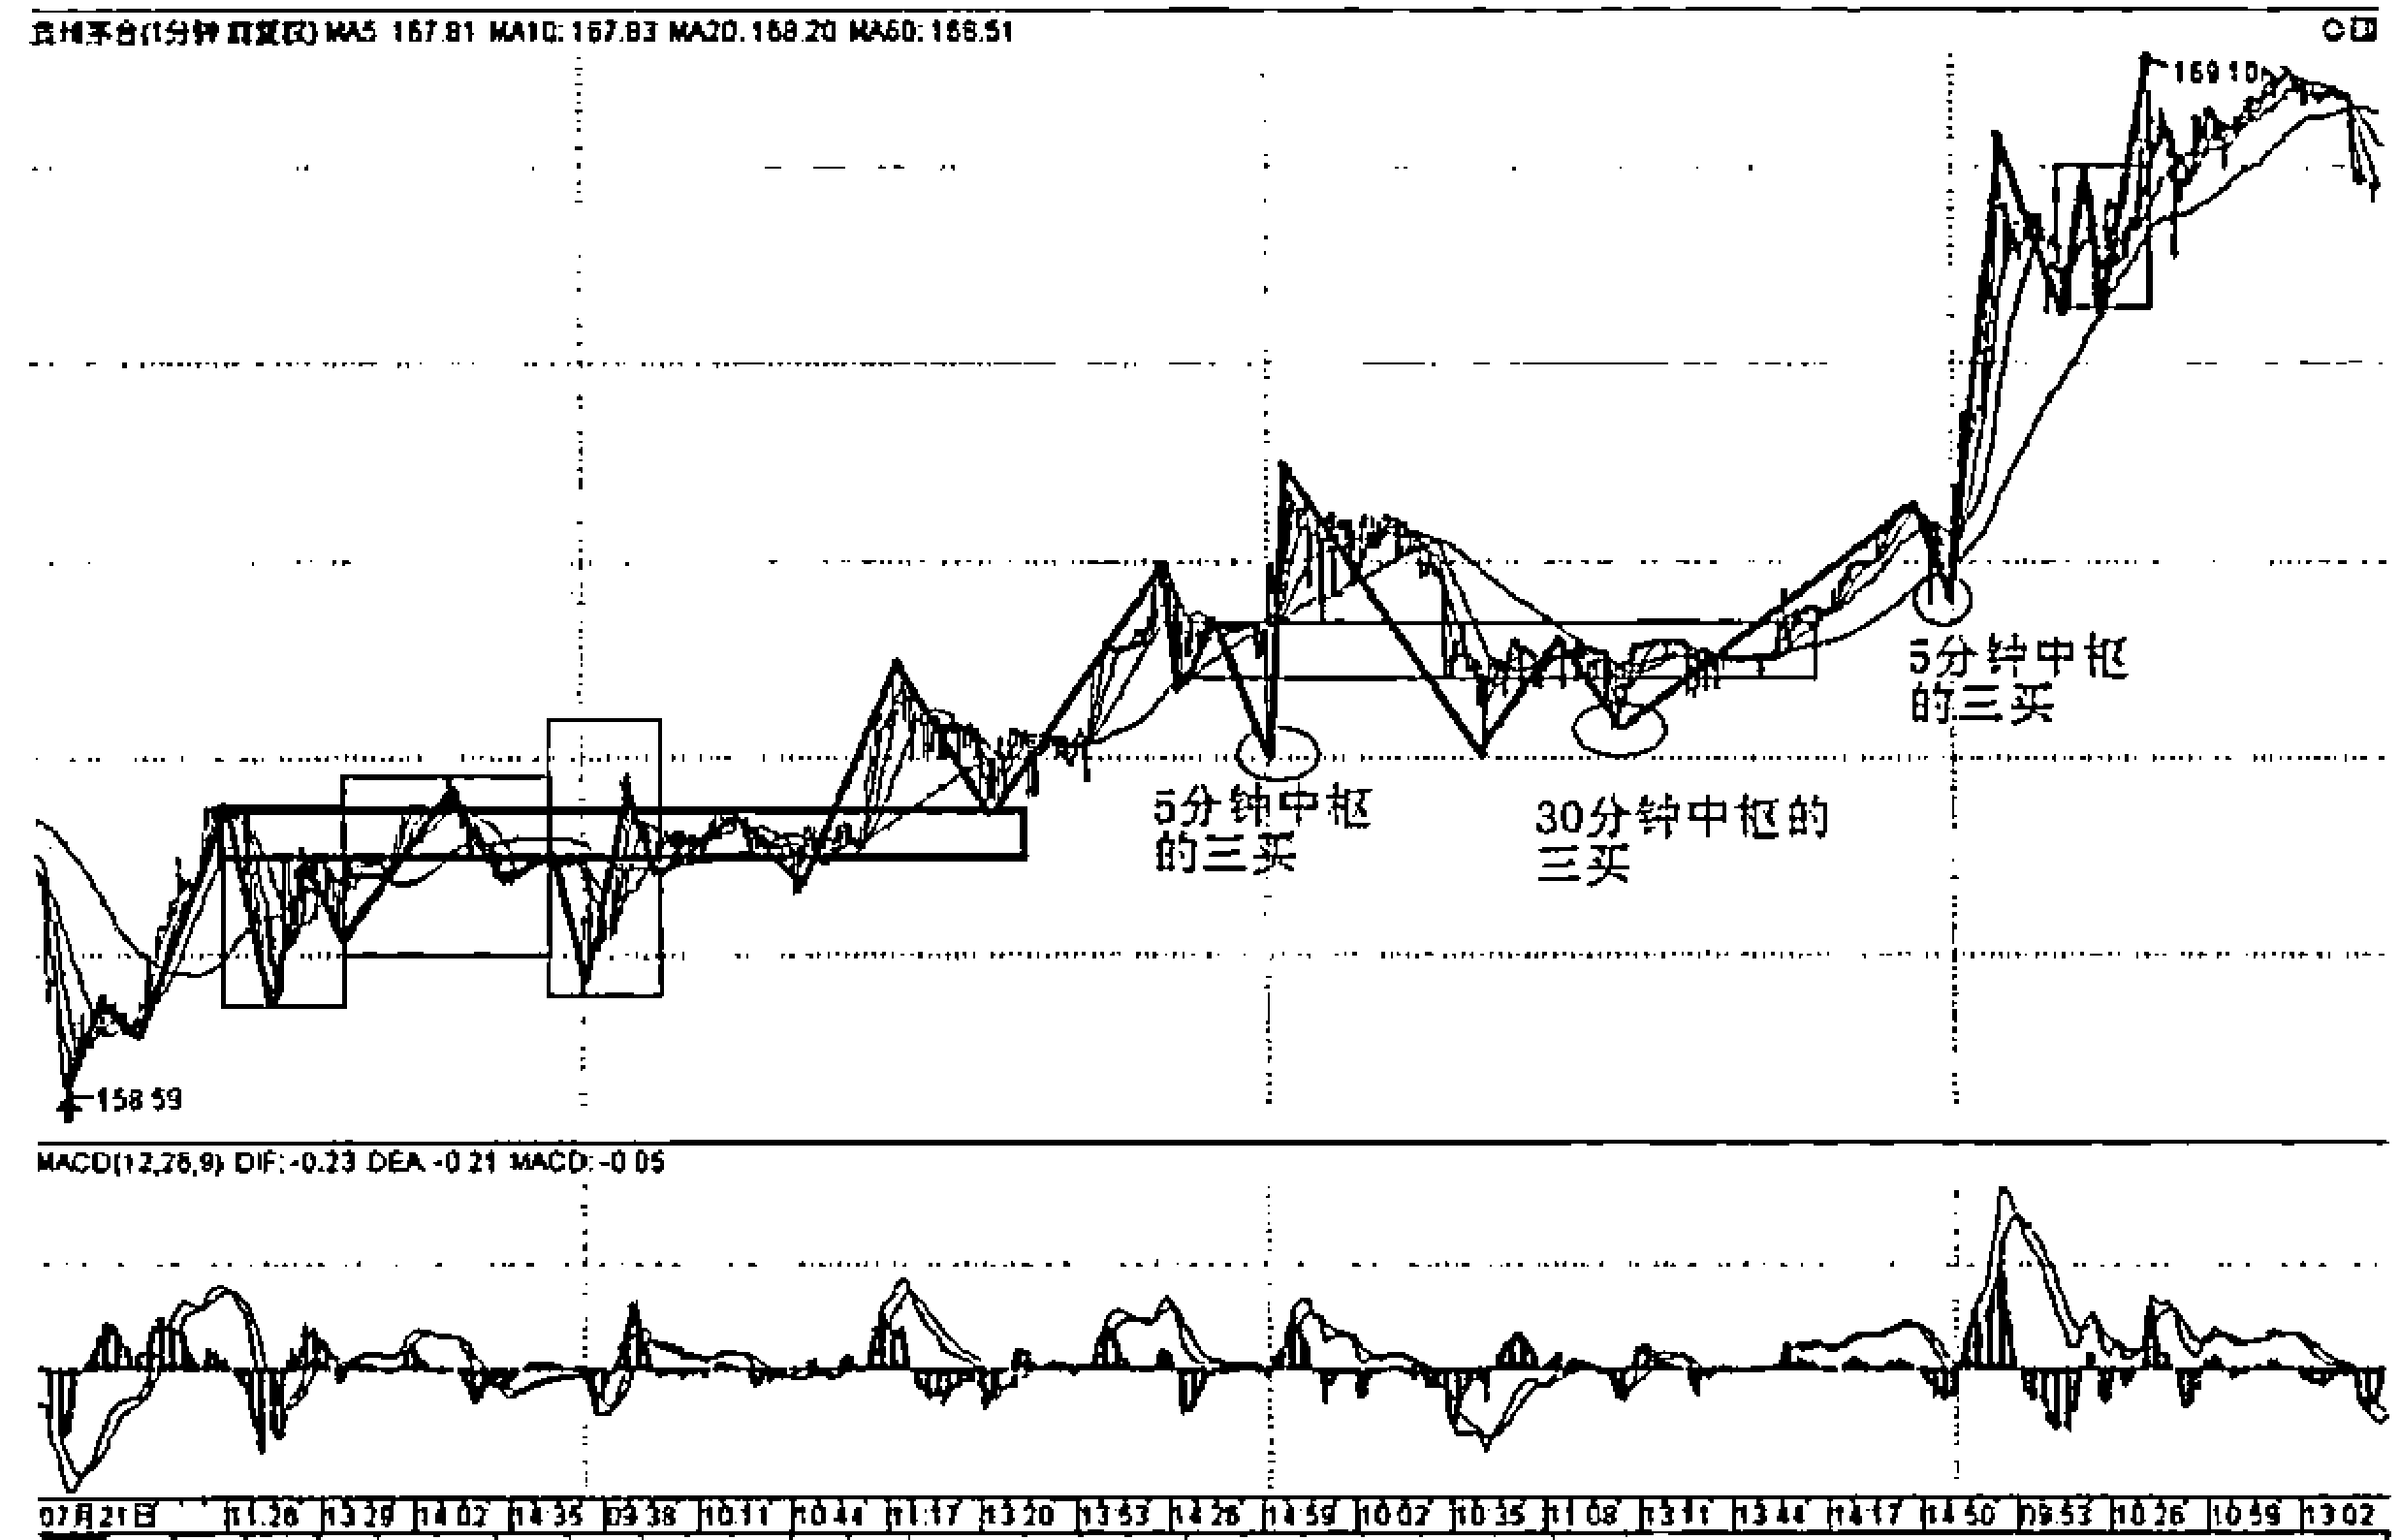 贵州茅台(1分钟 前复权) MA5 167.81 MA10: 167.83 MA20. 168.20 MA60: 168.51
169 10
5分钟中枢
的三买
5分钟中枢
的三买
30分钟中枢的
三买
158 59
MACD(12,26,9) DIF: -0.23 DEA -0 21 MACD: -0 05
07月21日 11:26 13 29 14 02 14:35 09 38 10:11 10 44 11:17 13 20 13 53 14 26 14 59 10 02 10 35 11 08 13 11 13 44 14 17 14 50 09 53 10 26 10 59 13 02